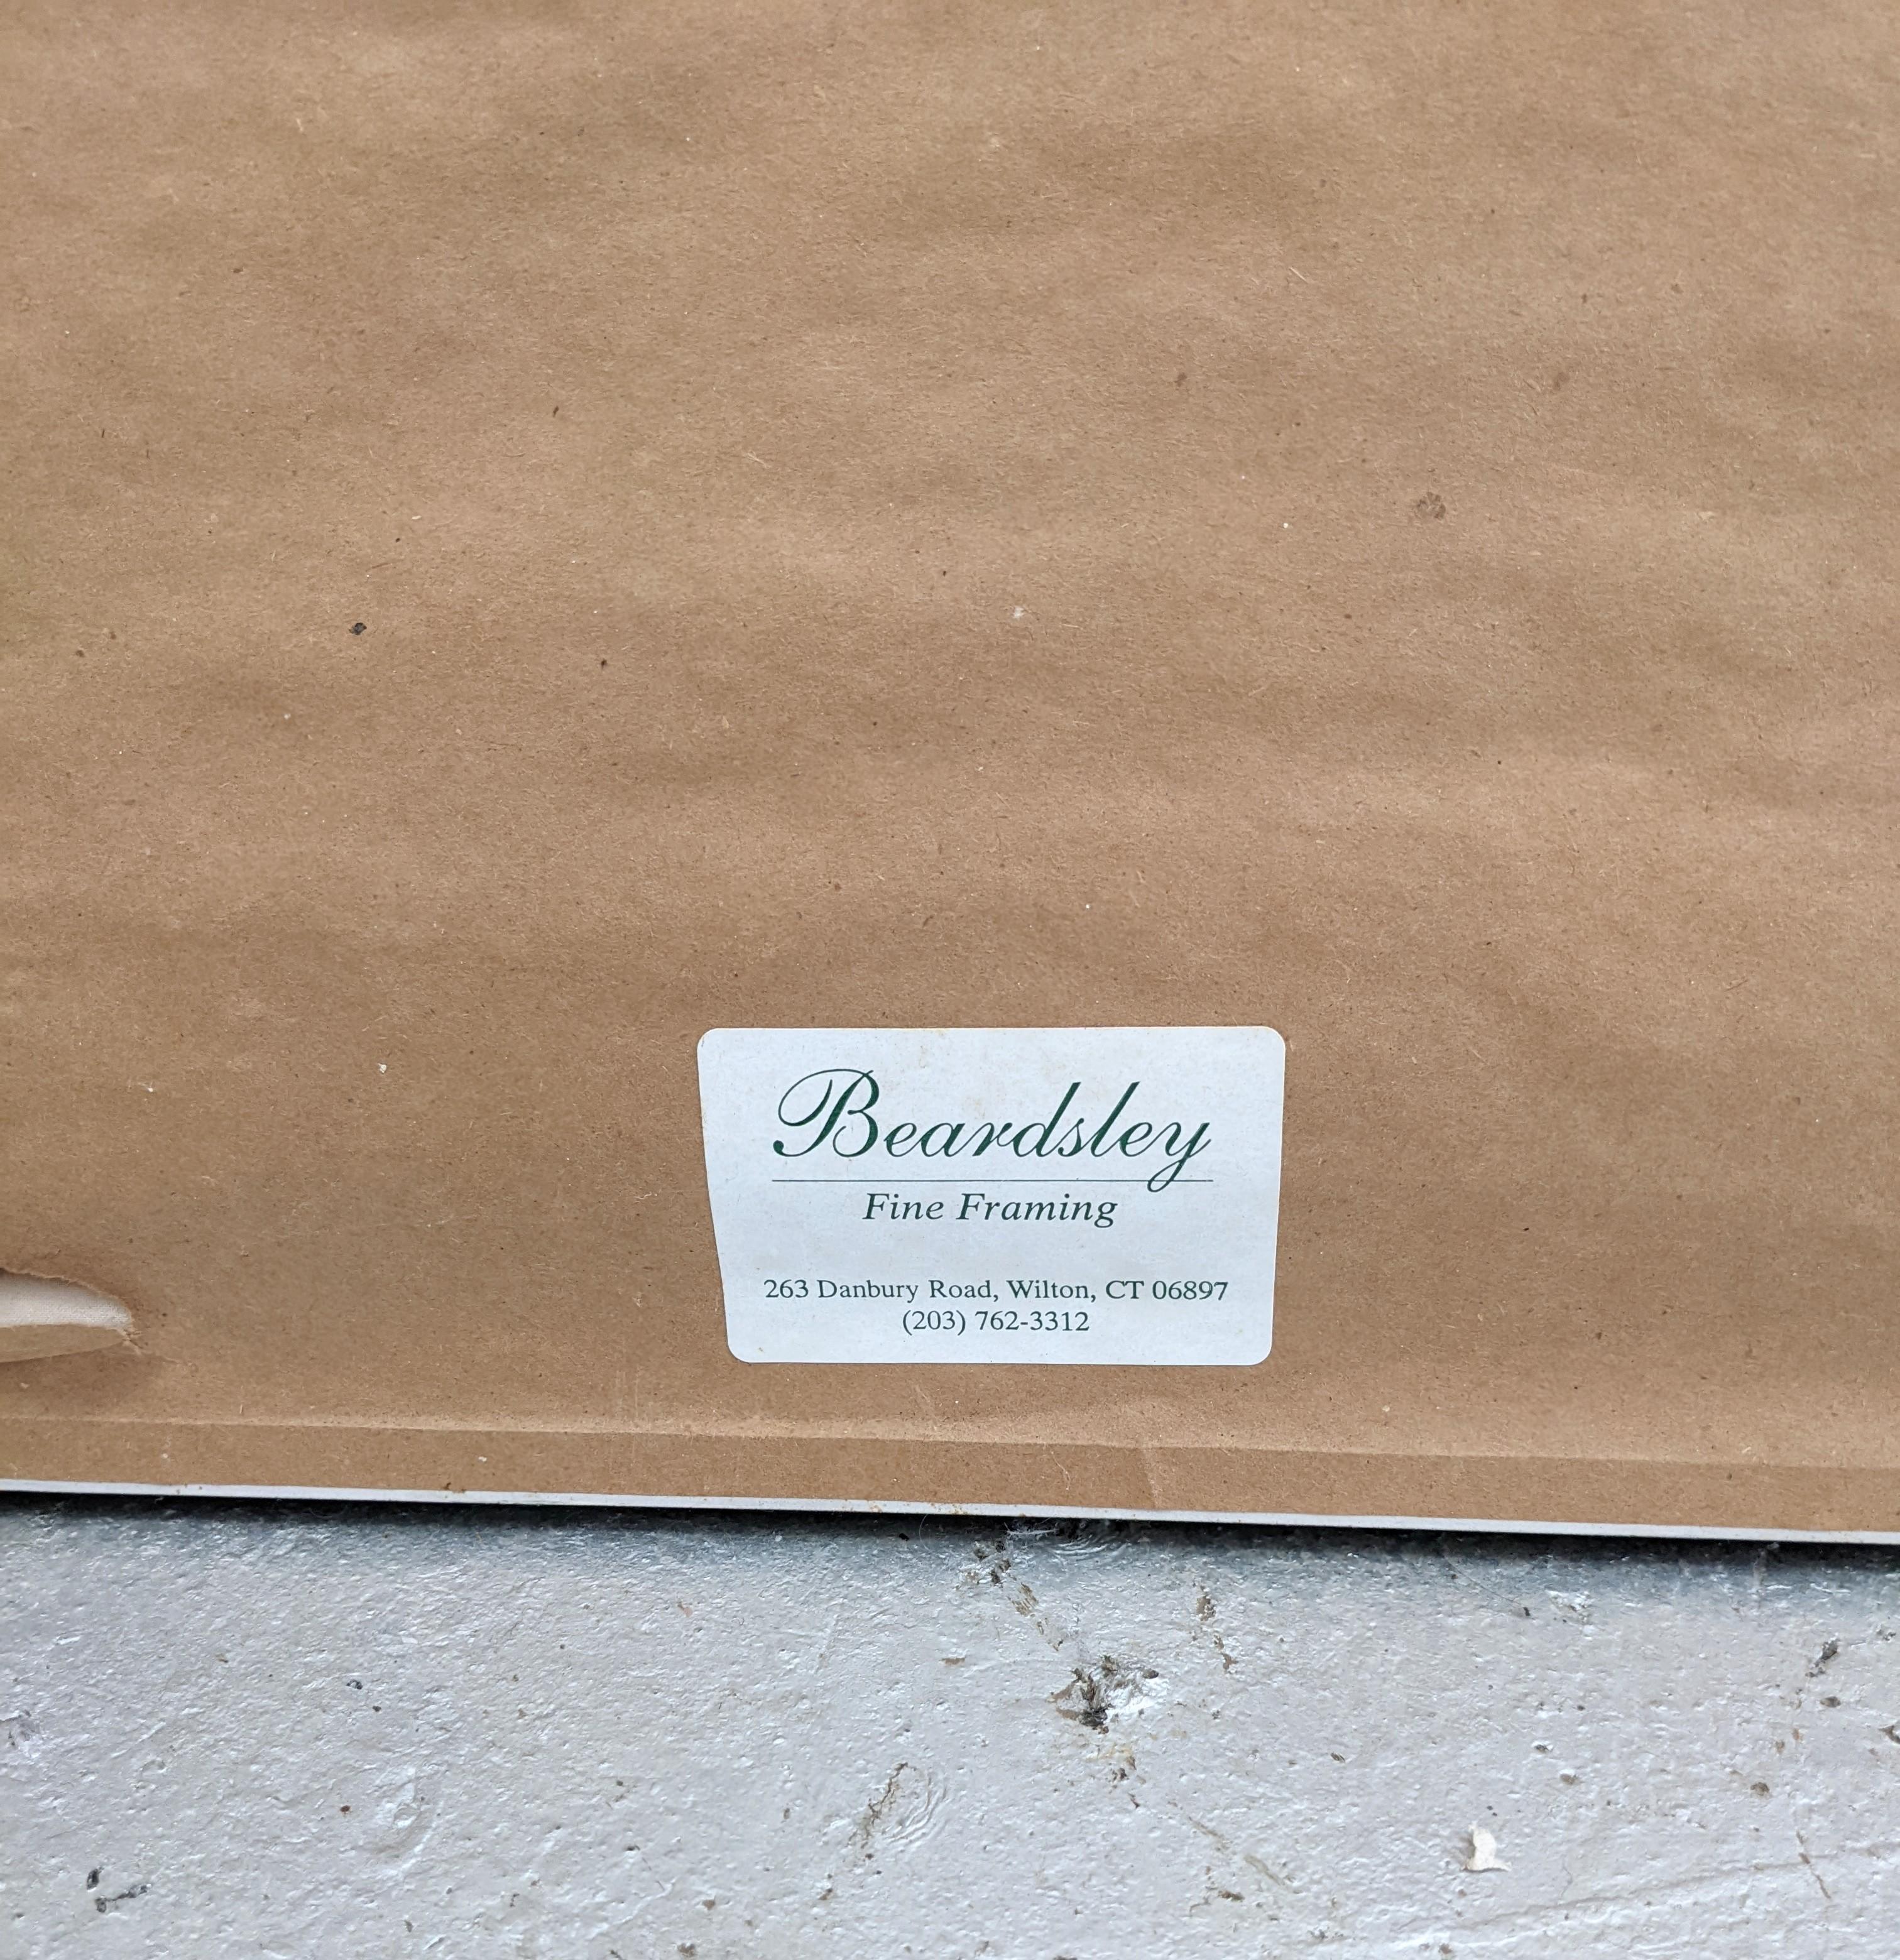 Beardsley
Fine Framing
263 Danbury Road, Wilton, CT 06897
(203) 762-3312